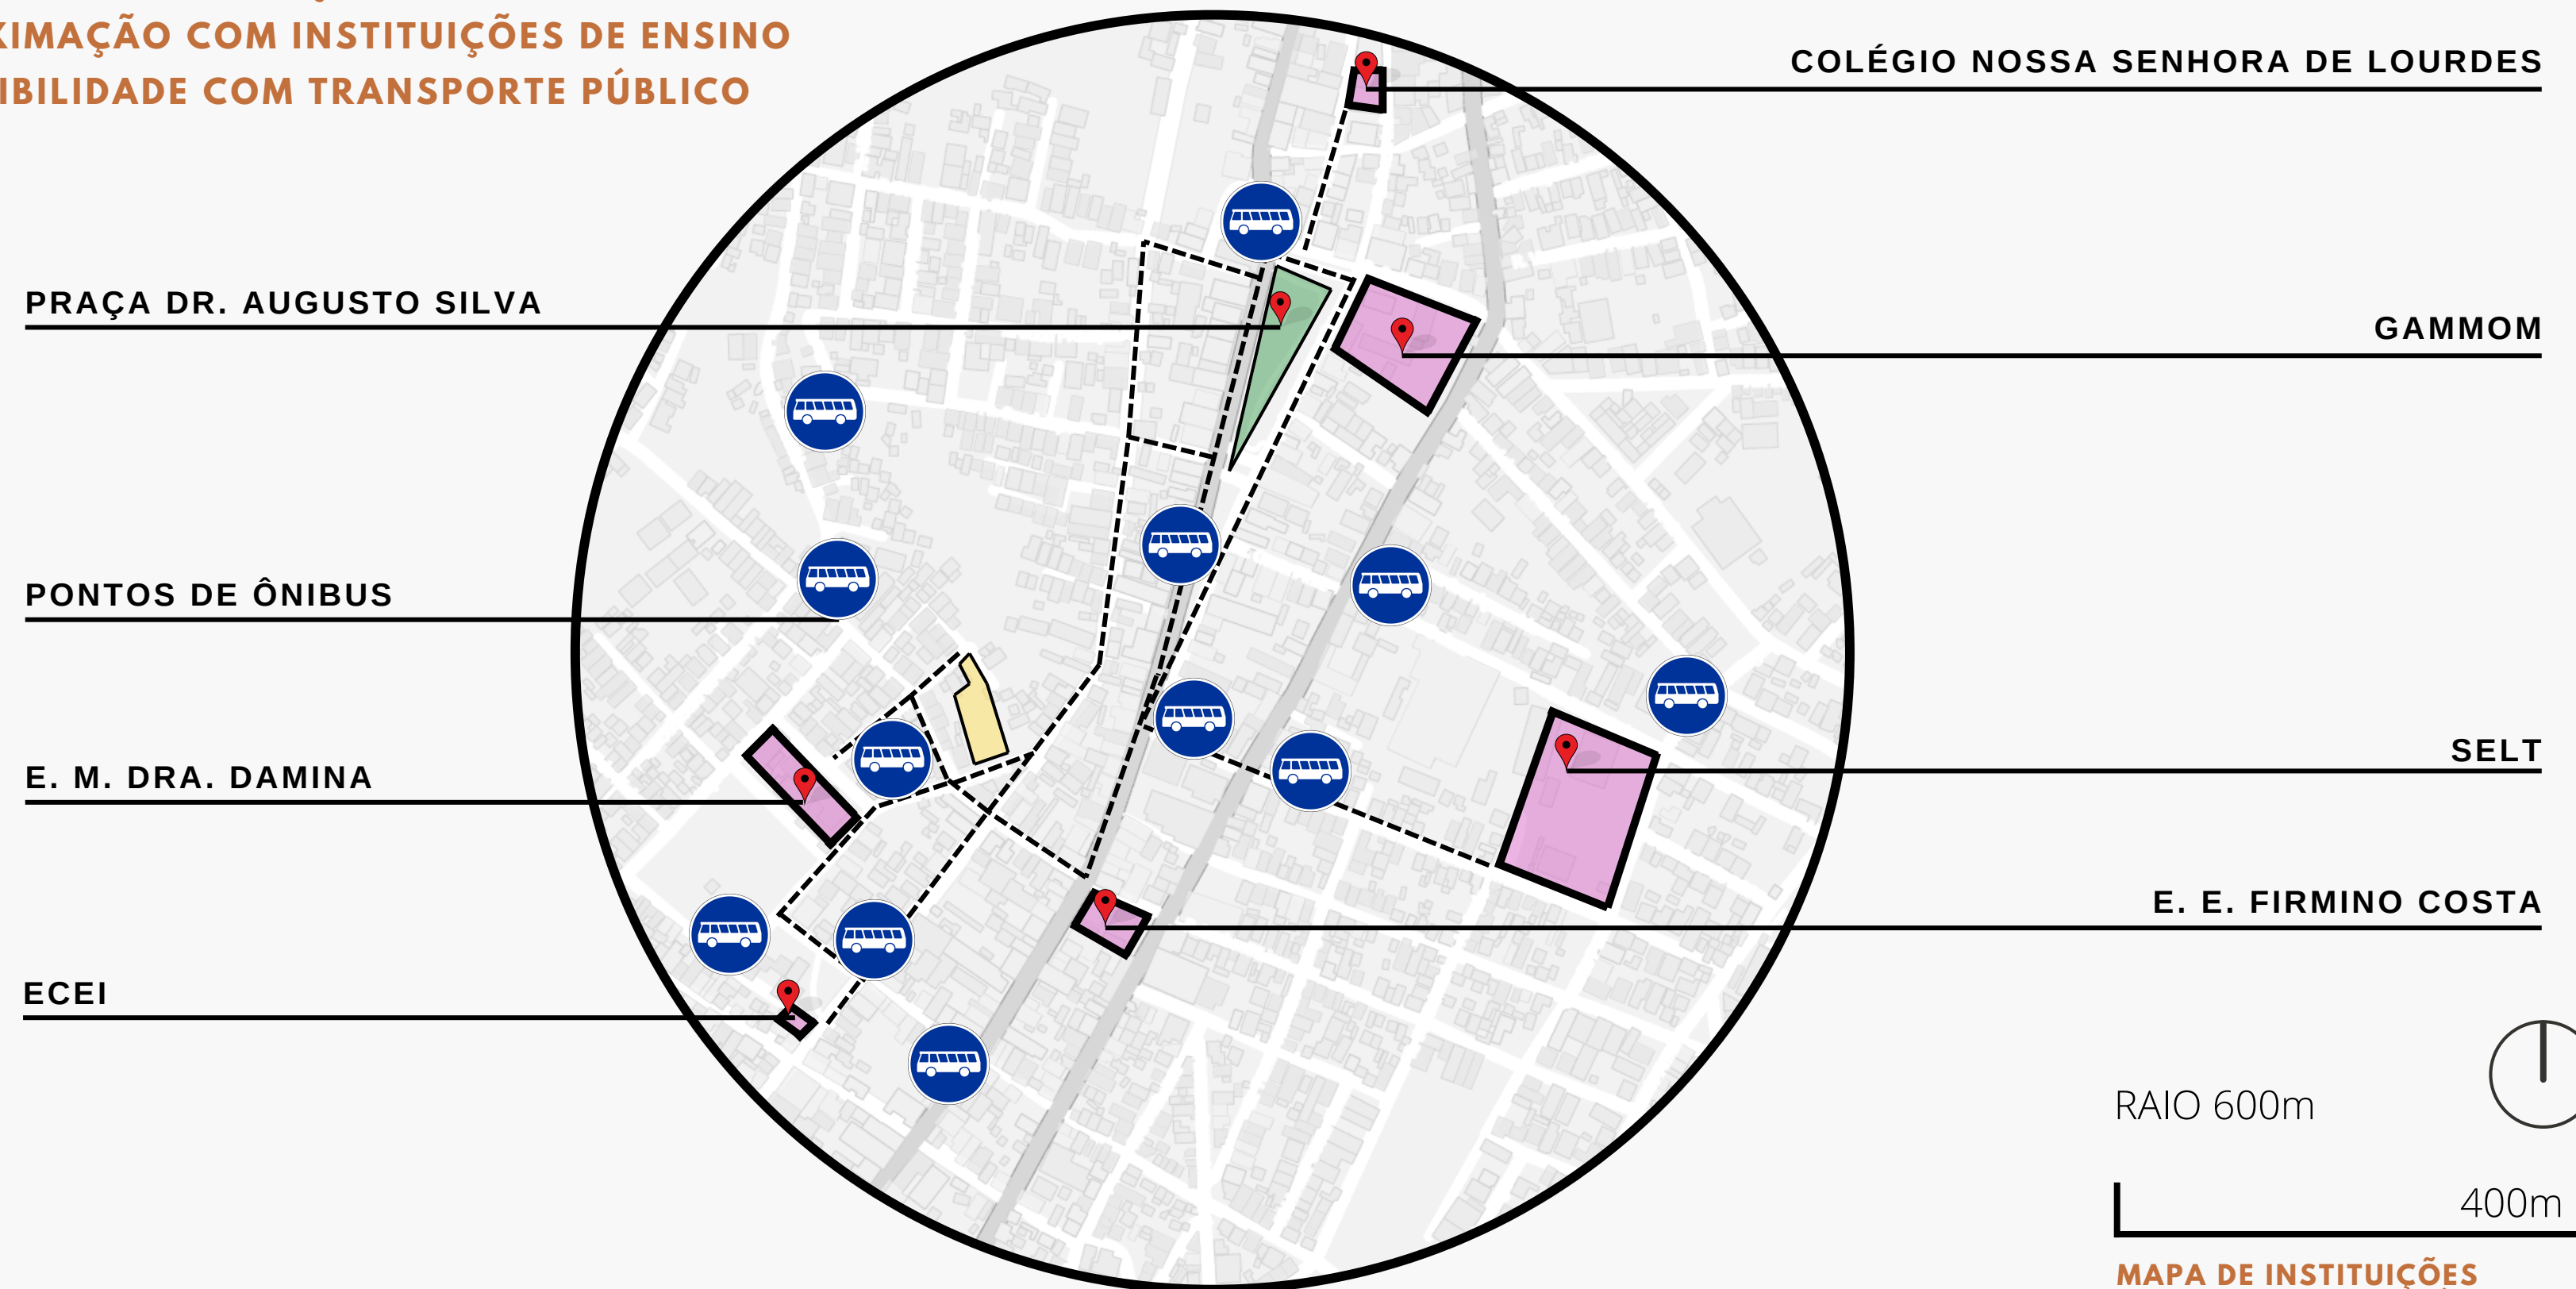 XIMAÇÃO COM INSTITUIÇÕES DE ENSINO
IBILIDADE COM TRANSPORTE PÚBLICO
COLÉGIO NOSSA SENHORA DE LOURDES
PRAÇA DR. AUGUSTO SILVA
GAMMOM
PONTOS DE ÔNIBUS
SELT
E. M. DRA. DAMINA
E. E. FIRMINO COSTA
ECEI
RAIO 600m
400m
MAPA DE INSTITUIÇÕES